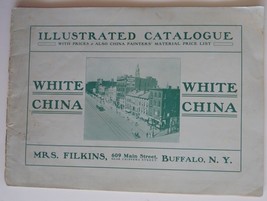 ILLUSTRATED CATALOGUE
WITH PRICES & ALSO CHINA PAINTERS' MATERIAL PRICE LIST
WHITE CHINA
WHITE CHINA
MRS. FILKINS, 609 Main Street, BUFFALO, N. Y.